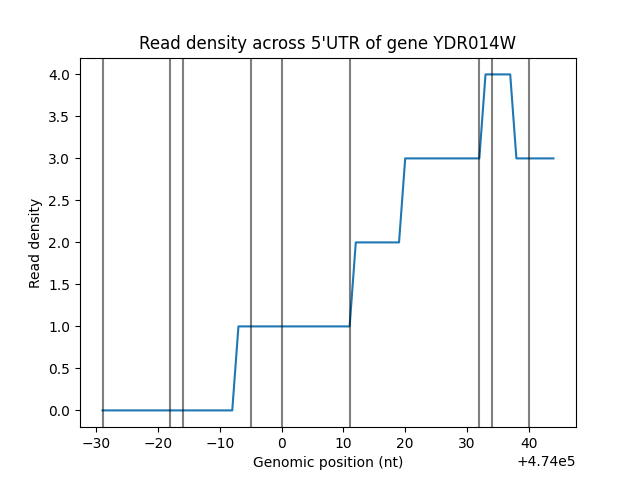 Read density across 5'UTR of gene YDR014W
4.0
3.5
3.0
2.5
2.0
1.5
1.0
0.5
0.0
Read density
−30 −20 −10 0 10 20 30 40
Genomic position (nt)
+4.74e5